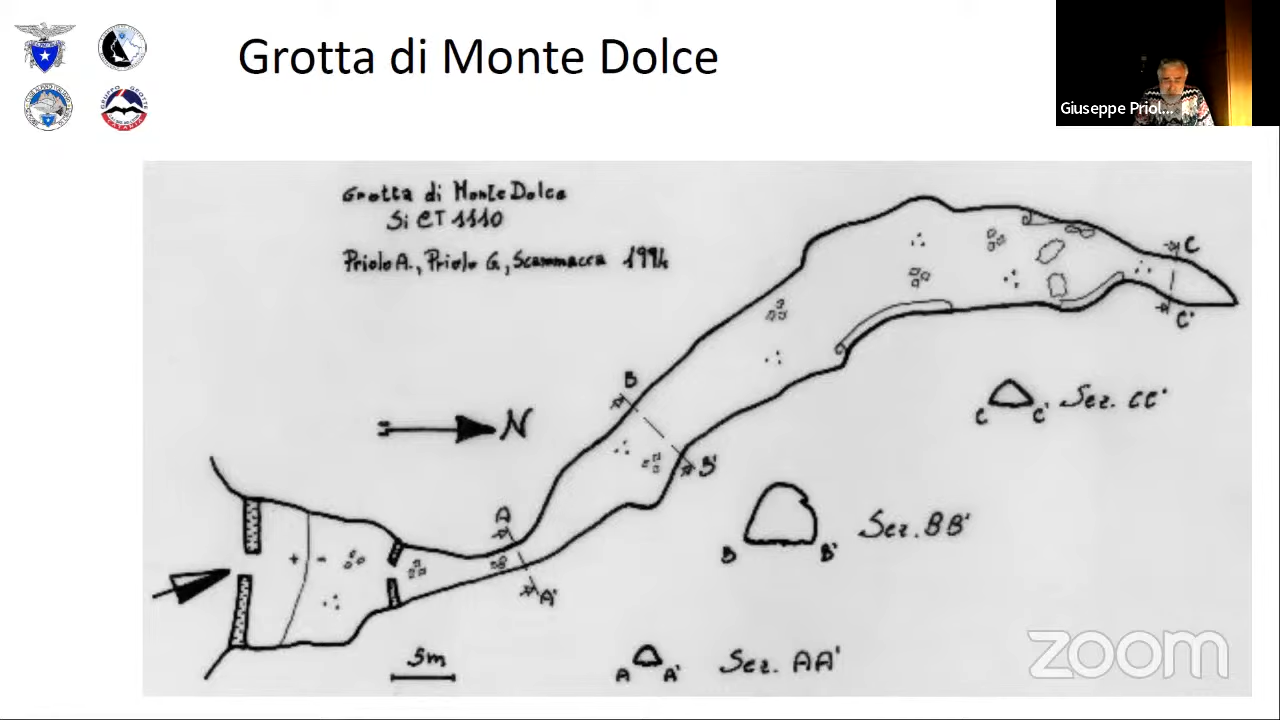 Grotta di Monte Dolce
Giuseppe Priol...
Grotta di Monte Dolce
Si CT 1110
Priolo A., Priolo G., Scammacca 1994
C
C'
B
B'
N
A
A'
+ -
C C' Sez. CC'
B B' Sez. BB'
5m
A A' Sez. AA'
zoom